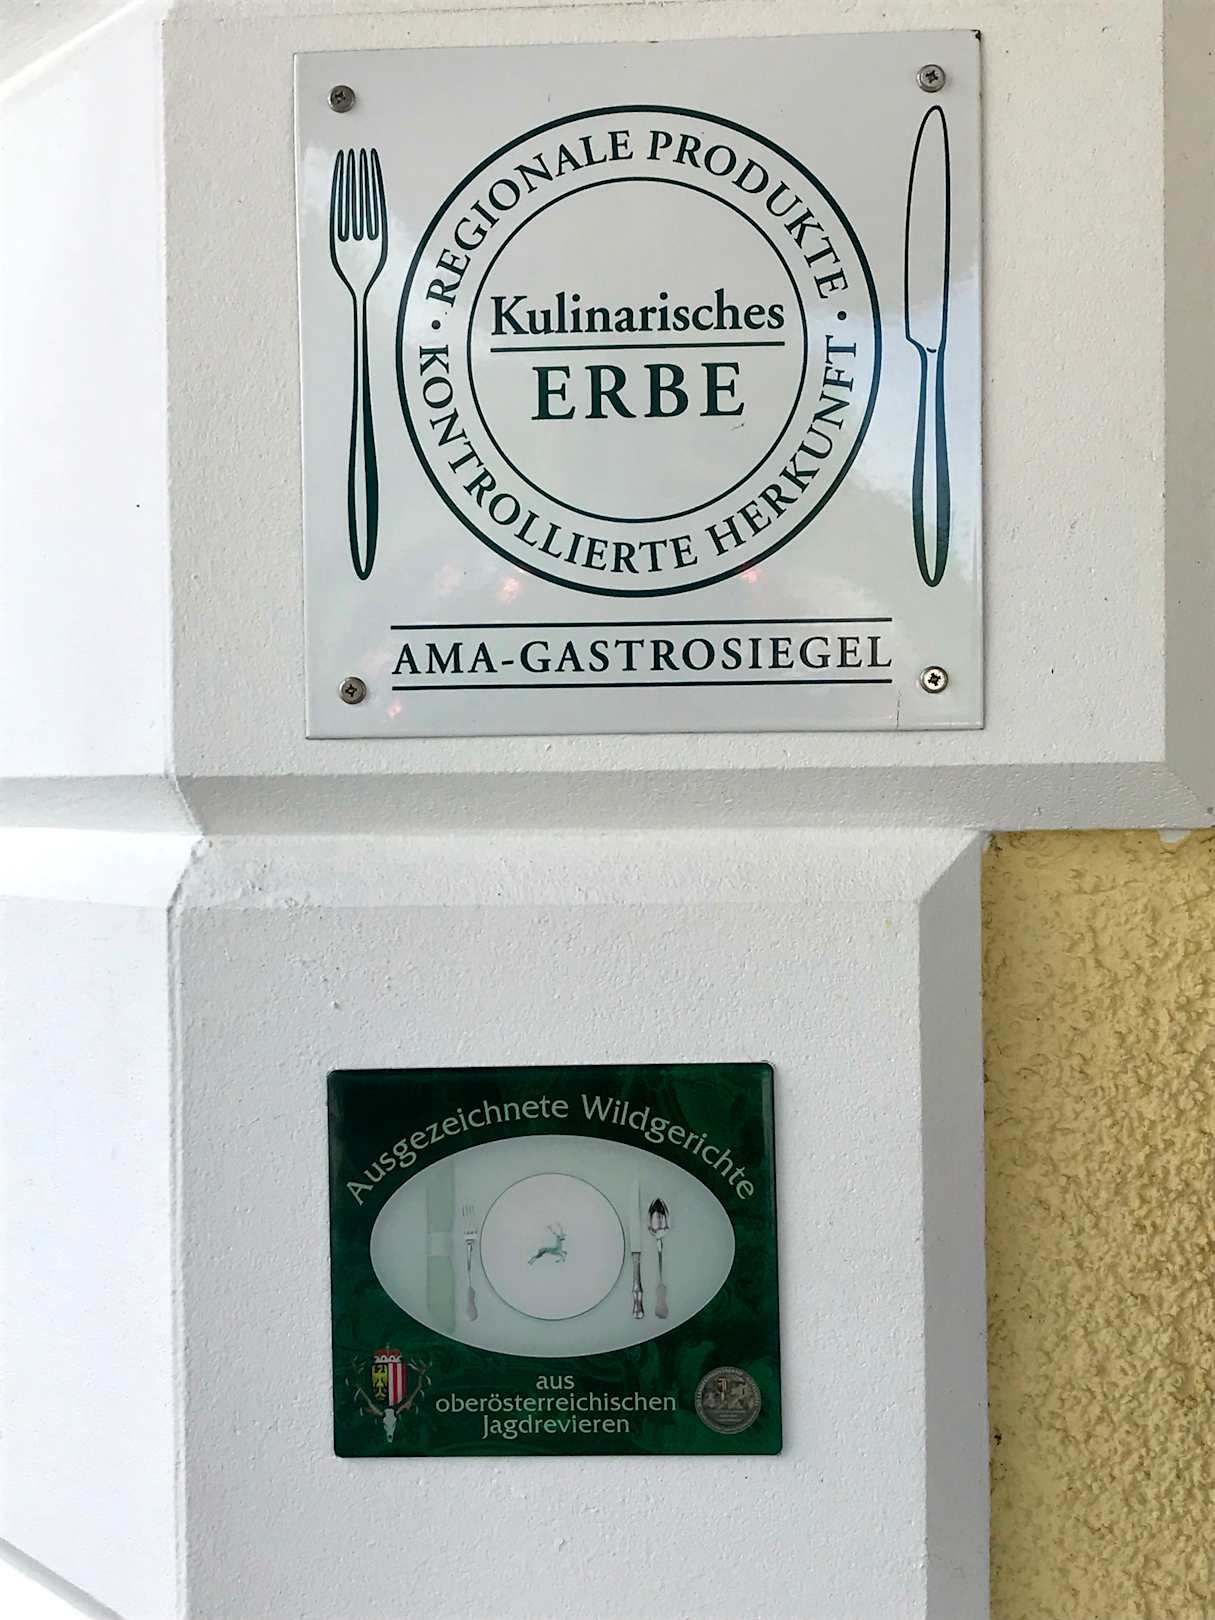 REGIONALE PRODUKTE
Kulinarisches
ERBE
KONTROLLIERTE HERKUNFT
AMA-GASTROSIEGEL
Ausgezeichnete Wildgerichte
aus
oberösterreichischen
Jagdrevieren